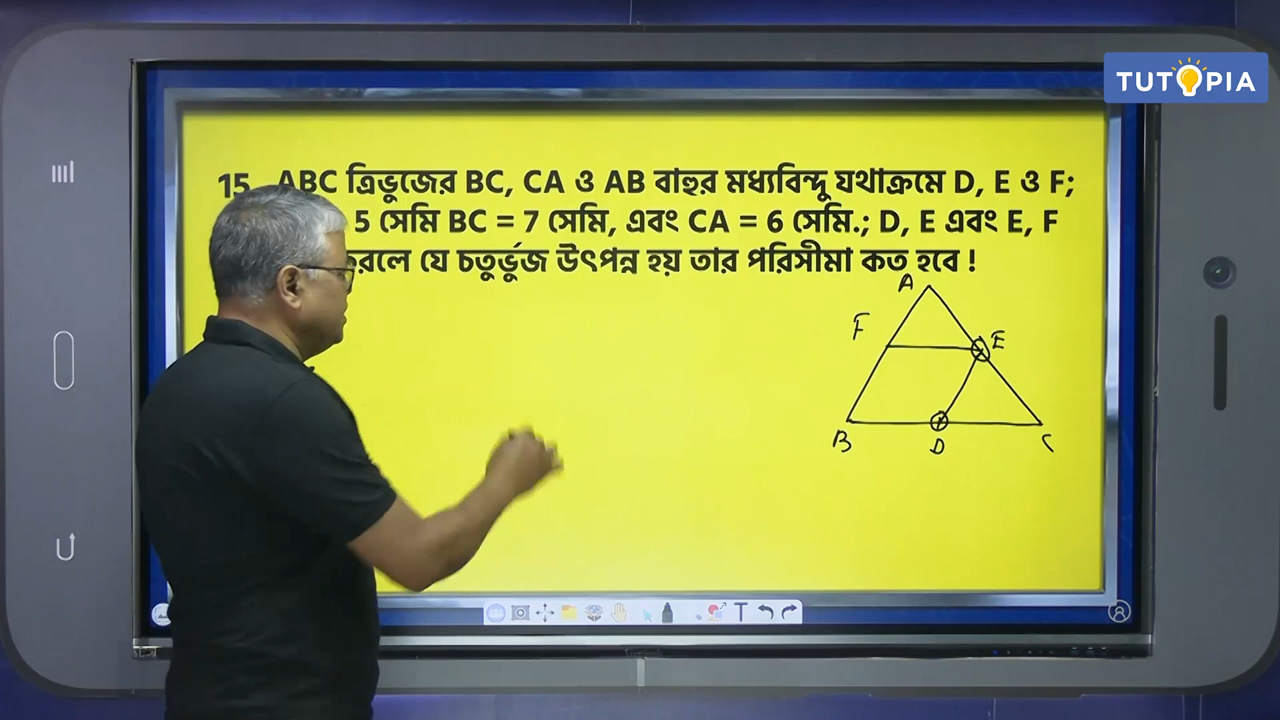 TUTOPIA
15. ABC ত্রিভুজের BC, CA ও AB বাহুর মধ্যবিন্দু যথাক্রমে D, E ও F;
5 সেমি BC = 7 সেমি, এবং CA = 6 সেমি.; D, E এবং E, F
যে চতুর্ভুজ উৎপন্ন হয় তার পরিসীমা কত হবে !
A
F E
B D C